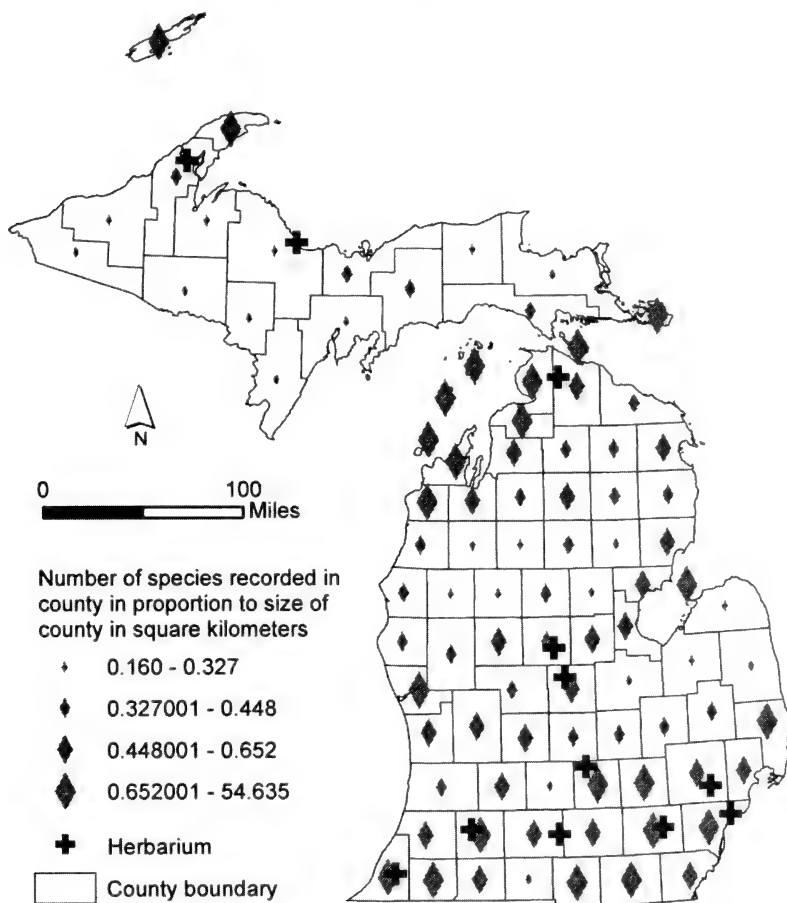 N
0 100
Miles
Number of species recorded in
county in proportion to size of
county in square kilometers
0.160 - 0.327
0.327001 - 0.448
0.448001 - 0.652
0.652001 - 54.635
Herbarium
County boundary